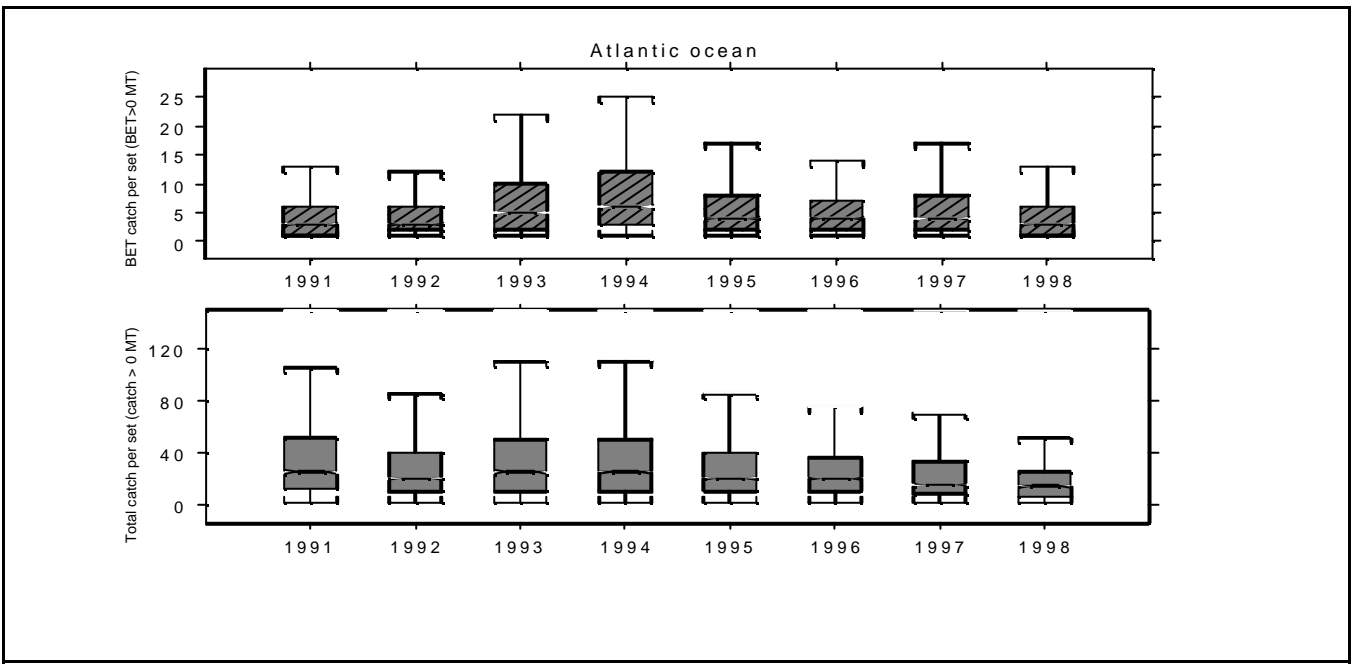 Atlantic ocean
BET catch per set (BET>0 MT)
25
20
15
10
5
0
1991 1992 1993 1994 1995 1996 1997 1998
Total catch per set (catch > 0 MT)
120
80
40
0
1991 1992 1993 1994 1995 1996 1997 1998